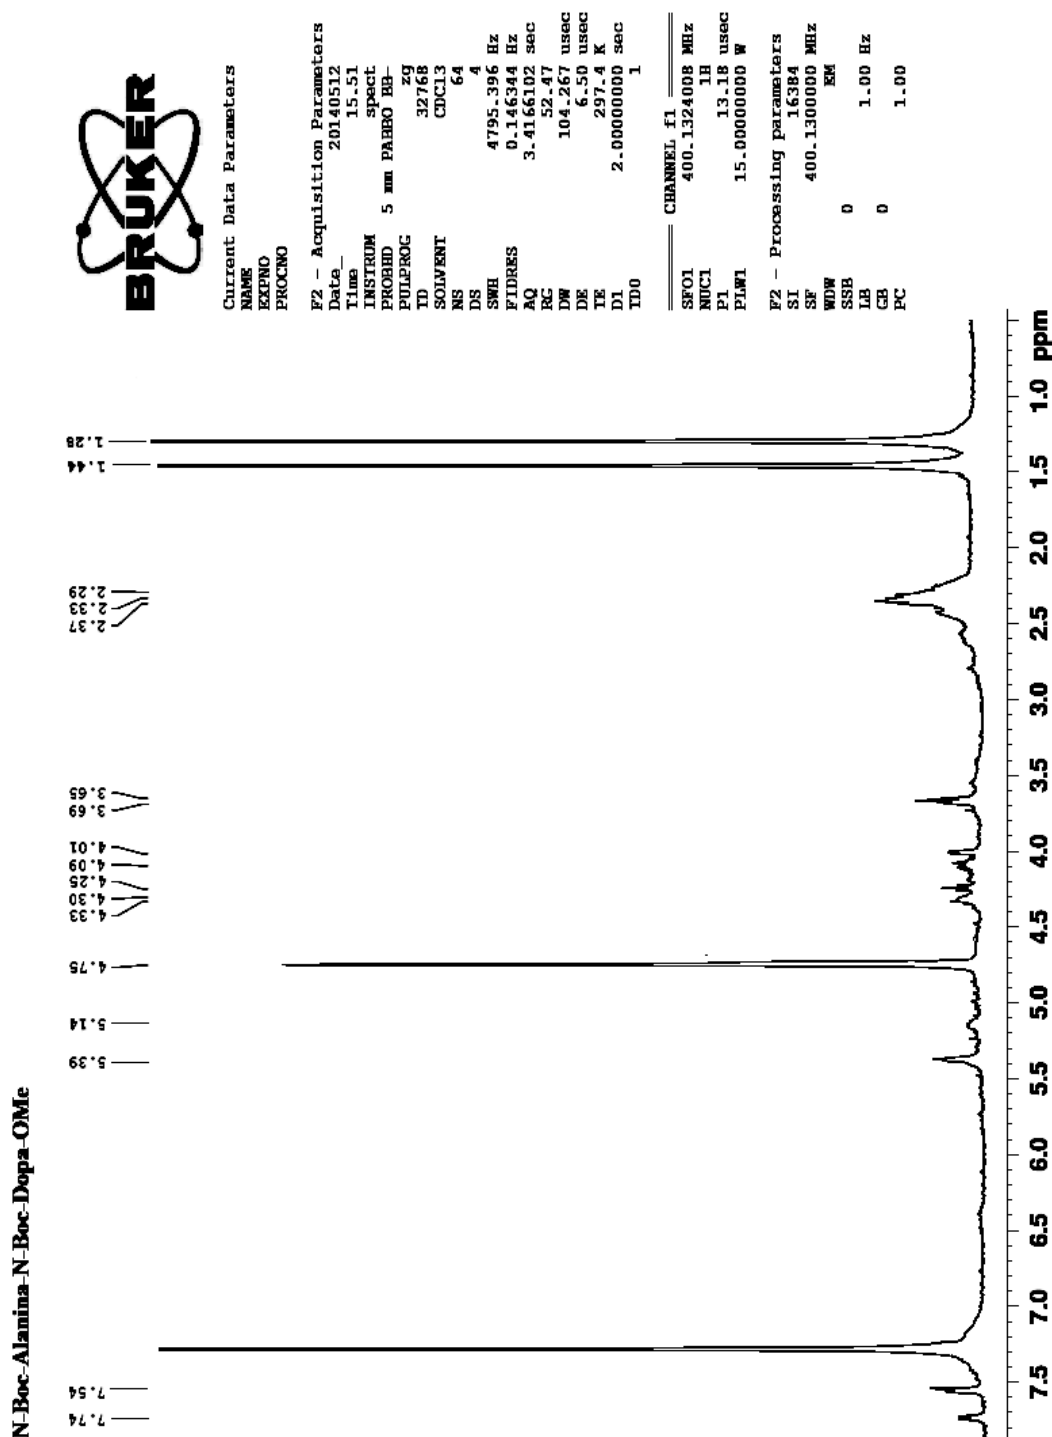 N-Boc-Alanina-N-Boc-Dopa-OMe
7.74
7.54
5.39
5.14
4.75
4.33
4.30
4.25
4.09
4.01
3.69
3.65
2.37
2.33
2.29
1.44
1.28
BRUKER
Current Data Parameters
NAME
EXPNO
PROCNO
F2 - Acquisition Parameters
Date_ 20140512
Time 15.51
INSTRUM spect
PROBHD 5 mm PABBO BB-
PULPROG zg
TD 32768
SOLVENT CDCl3
NS 64
DS 4
SWH 4795.396 Hz
FIDRES 0.146344 Hz
AQ 3.4166102 sec
RG 52.47
DW 104.267 usec
DE 6.50 usec
TE 297.4 K
D1 2.00000000 sec
TD0 1
======== CHANNEL f1 ========
SFO1 400.1324008 MHz
NUC1 1H
P1 13.18 usec
PLW1 15.00000000 W
F2 - Processing parameters
SI 16384
SF 400.1300000 MHz
WDW EM
SSB 0
LB 1.00 Hz
GB 0
PC 1.00
7.5 7.0 6.5 6.0 5.5 5.0 4.5 4.0 3.5 3.0 2.5 2.0 1.5 1.0 ppm